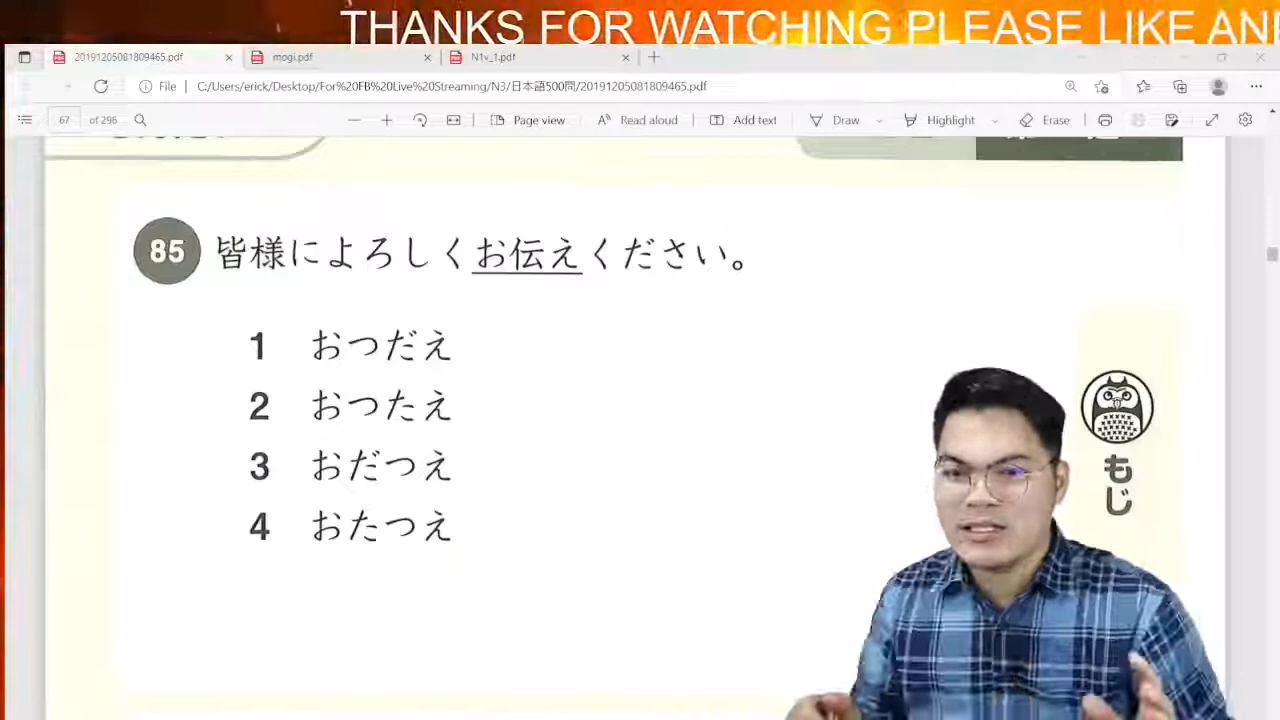 THANKS FOR WATCHING PLEASE LIKE AN
20191205081809465.pdf
mogi.pdf
N1v_1.pdf
File
C:/Users/erick/Desktop/For%20FB%20Live%20Streaming/N3/日本語500問/20191205081809465.pdf
67 of 296
Page view
Read aloud
Add text
Draw
Highlight
Erase
85 皆様によろしくお伝えください。
1 おつだえ
2 おつたえ
3 おだつえ
4 おたつえ
もじ